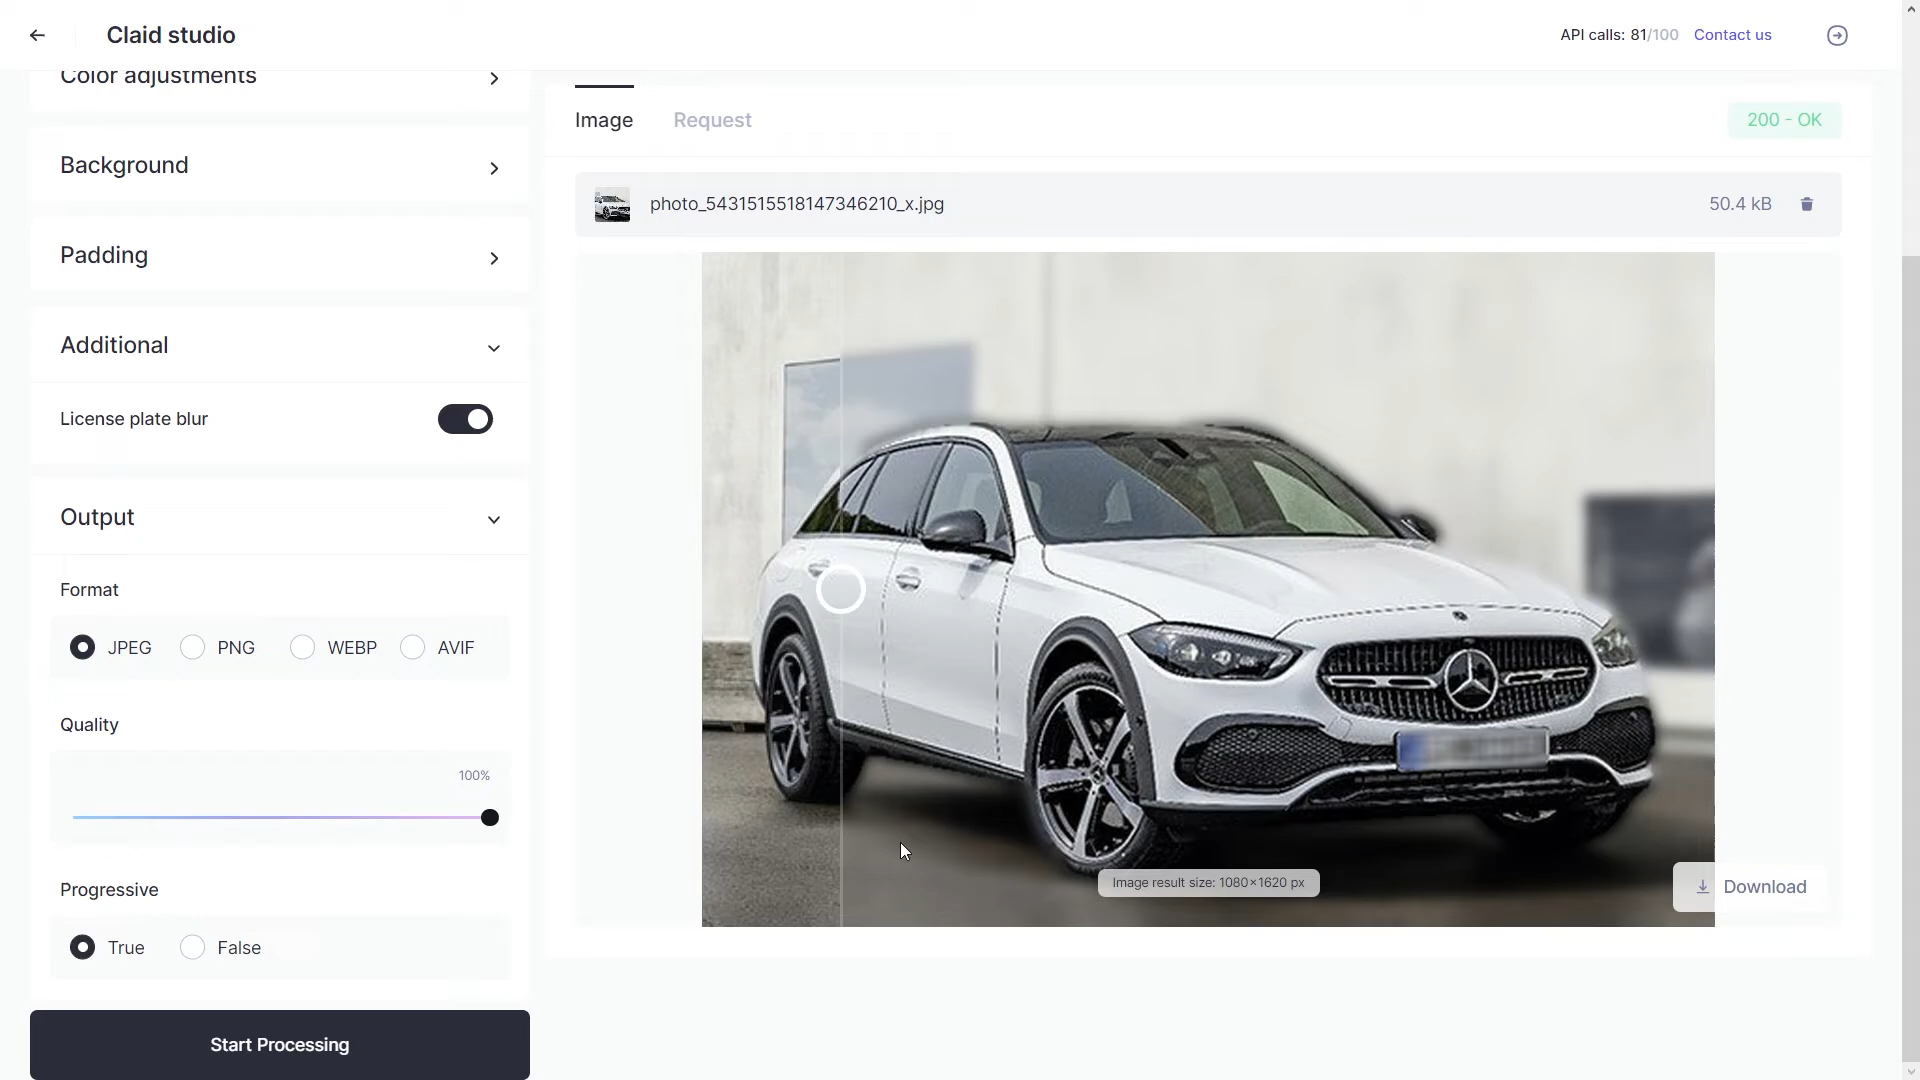 Claid studio
API calls: 81/100 Contact us
Color adjustments
Background
Padding
Additional
License plate blur
Output
Format
JPEG PNG WEBP AVIF
Quality
100%
Progressive
True False
Start Processing
Image Request
200 - OK
photo_5431515518147346210_x.jpg 50.4 kB
Image result size: 1080×1620 px
Download